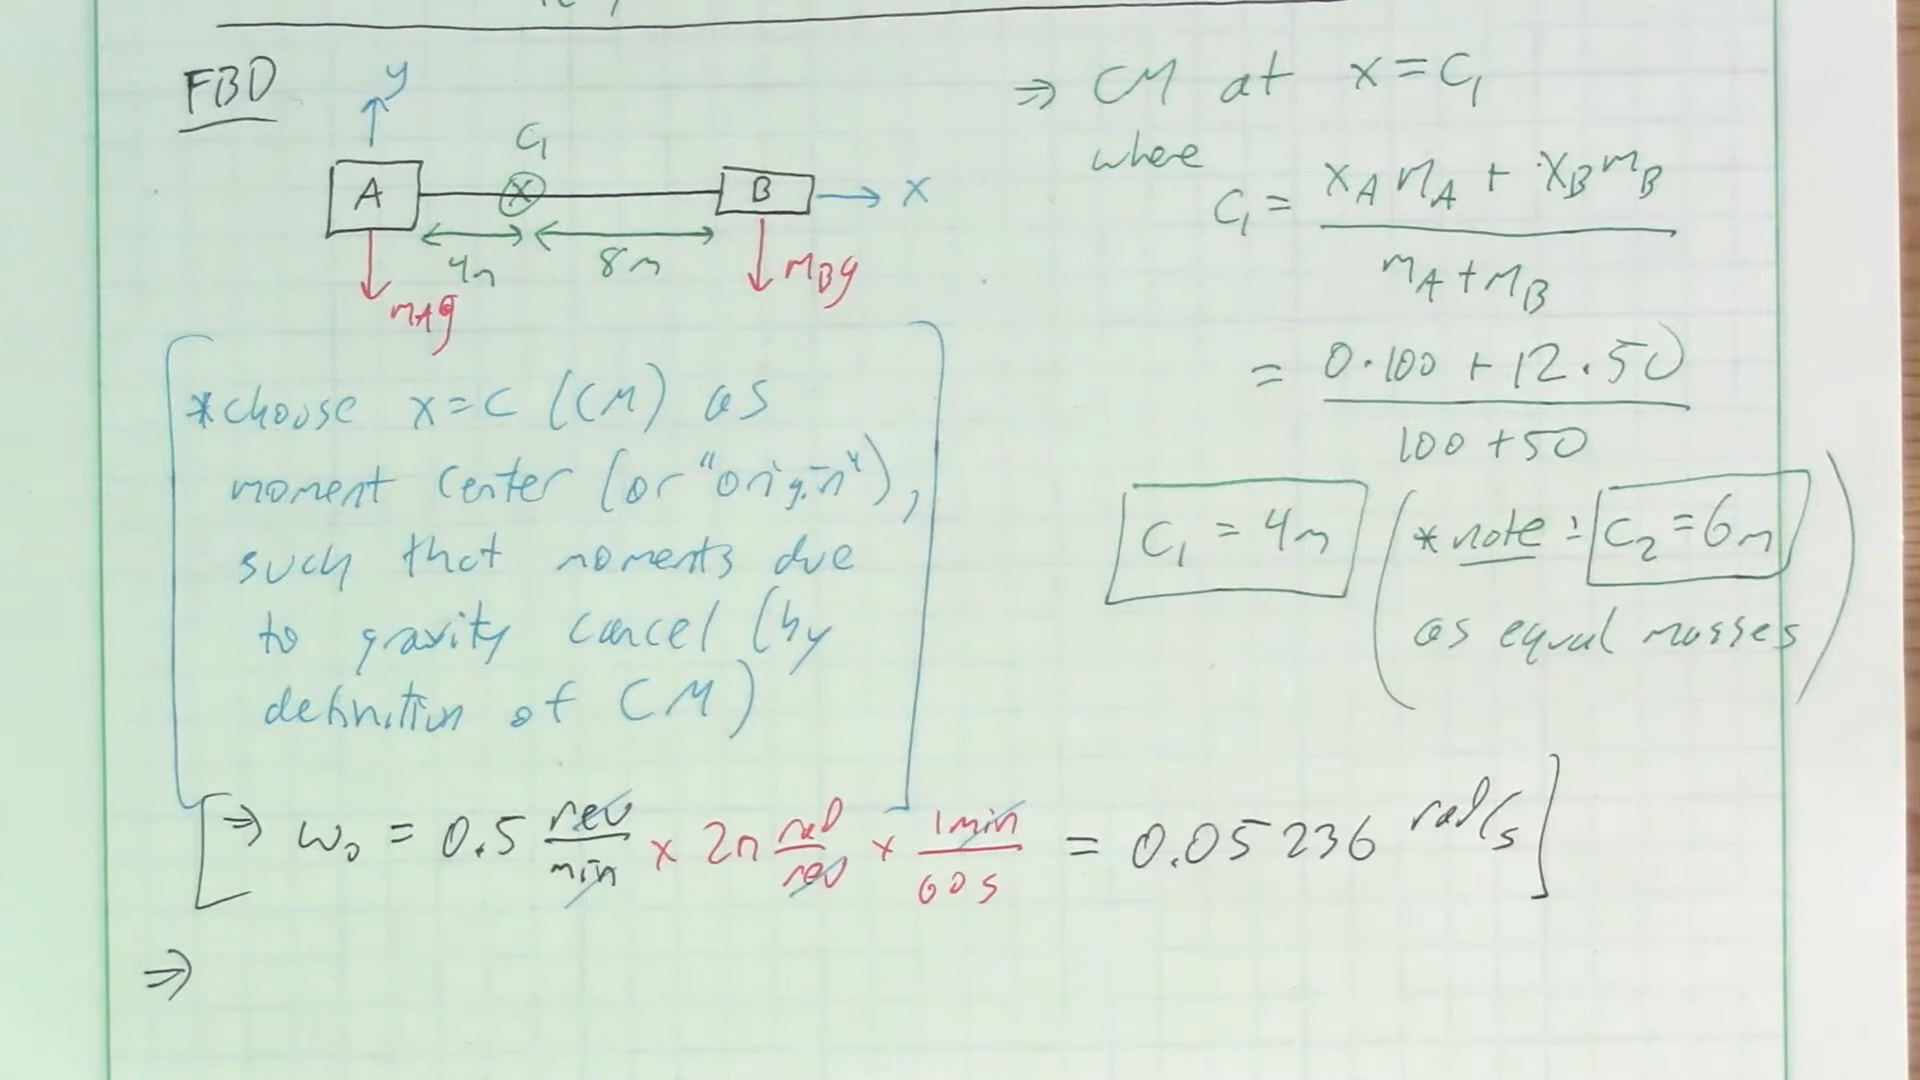 FBD
y
C₁
A
B
x
4m
8m
mAg
mBg
*choose x=C (CM) as
moment center (or "origin"),
such that moments due
to gravity cancel (by
definition of CM)
⇒ CM at x=C₁
where
C₁ = (xA mA + xB mB) / (mA + mB)
= (0·100 + 12·50) / (100+50)
C₁ = 4m
(*note: C₂ = 6m
as equal masses)
[⇒ ω₀ = 0.5 rev/min × 2π rad/rev × 1min/60s = 0.05236 rad/s]
⇒